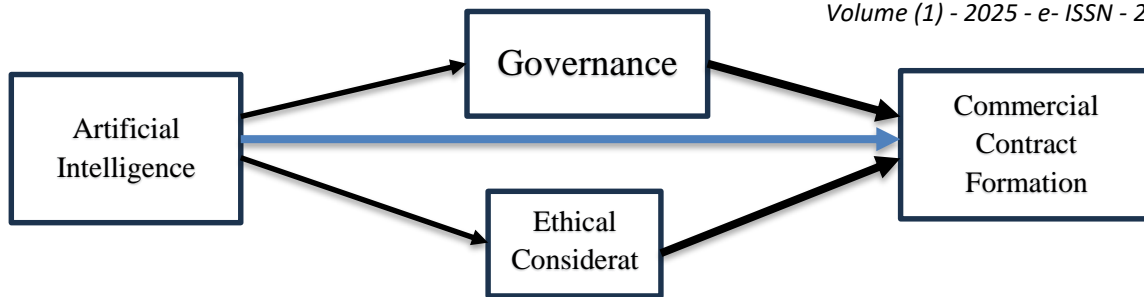 Volume (1) - 2025 - e- ISSN - 2
Governance
Artificial
Intelligence
Commercial
Contract
Formation
Ethical
Considerat